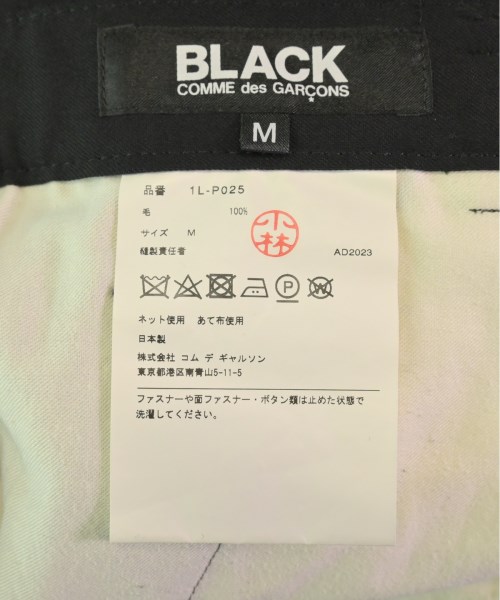 BLACK
COMME des GARÇONS
M
品番 1L-P025
毛 100%
小林
サイズ M
縫製責任者 AD2023
ネット使用 あて布使用
日本製
株式会社 コム デ ギャルソン
東京都港区南青山5-11-5
ファスナーや面ファスナー・ボタン類は止めた状態で
洗濯してください。